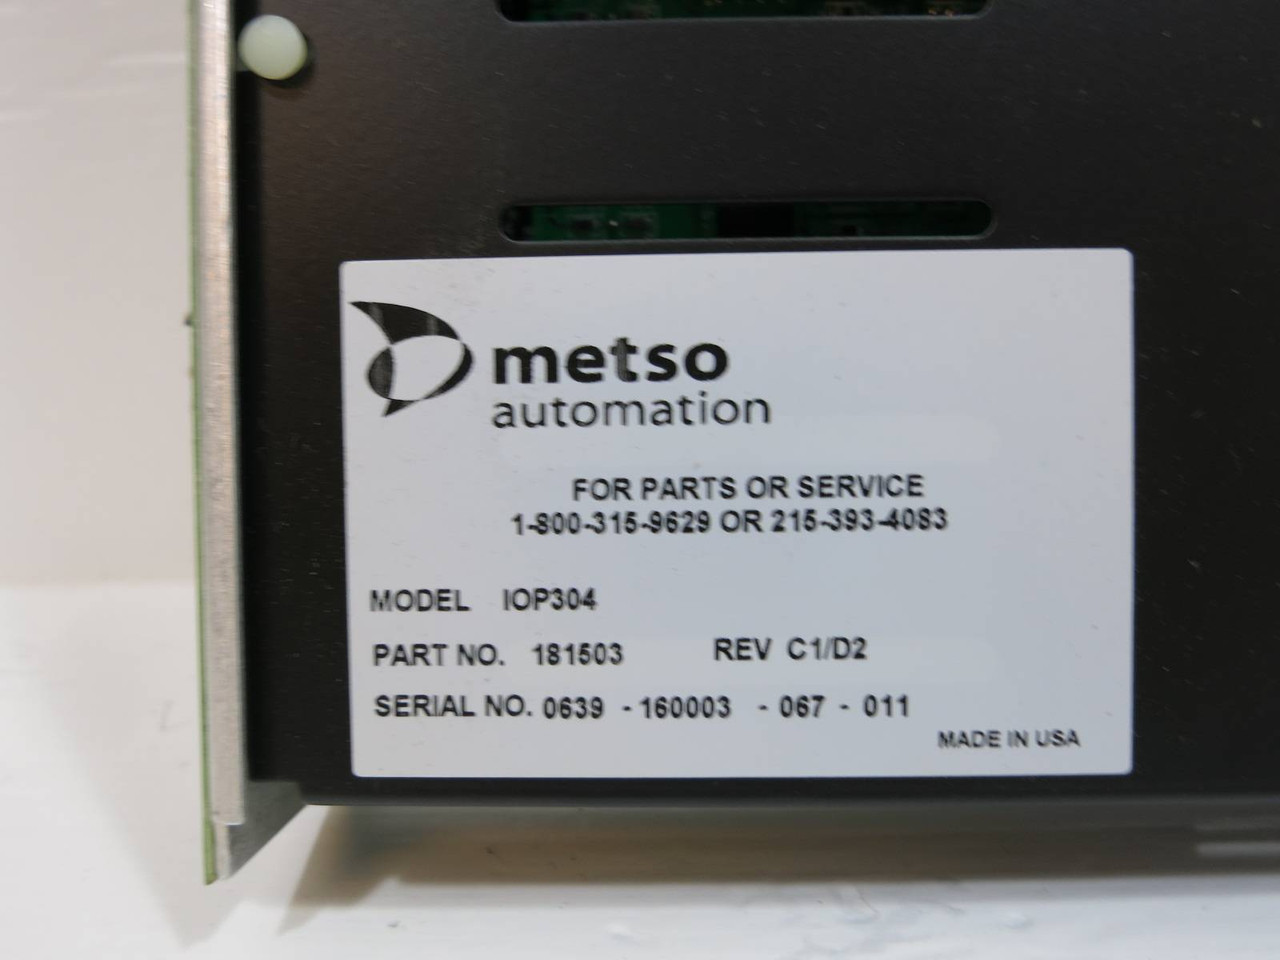 metso
automation
FOR PARTS OR SERVICE
1-800-315-9629 OR 215-393-4083
MODEL IOP304
PART NO. 181503 REV C1/D2
SERIAL NO. 0639 - 160003 - 067 - 011
MADE IN USA